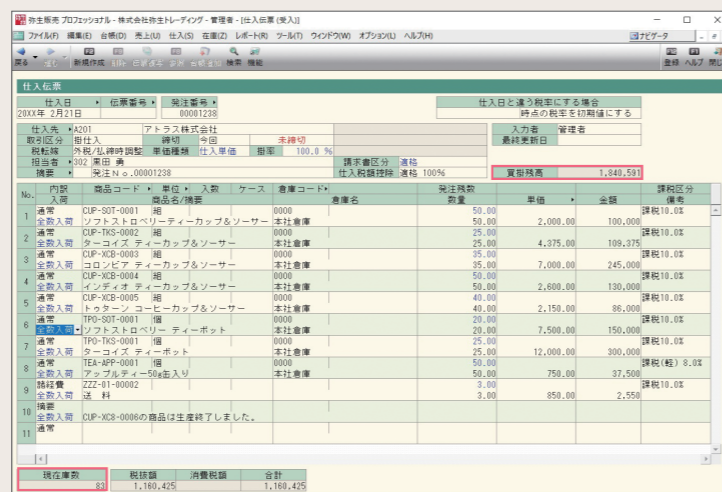 弥生販売 プロフェッショナル - 株式会社弥生トレーディング - 管理者 - [仕入伝票 (受入)]
ファイル(F) 編集(E) 台帳(D) 売上(U) 仕入(S) 在庫(Z) レポート(R) ツール(T) ウィンドウ(W) オプション(L) ヘルプ(H) ナビゲータ
戻る 進む 新規作成 検索 機能 登録 ヘルプ 閉じ
仕入伝票
仕入日 伝票番号 発注番号 仕入日と違う税率にする場合
20XX年 2月21日 00001238 時点の税率を初期値にする
仕入先 A201 アトラス株式会社 入力者 管理者
取引区分 掛仕入 締切 今回 未締切 最終更新日
税転嫁 外税/伝票計 単価種類 仕入単価 掛率 100.0 %
担当者 302 黒田 勇 請求書区分 適格
摘要 発注No.00001238 仕入税額控除 適格 100% 買掛残高 1,840,591
No. 内訳 商品コード 単位 入数 ケース 倉庫コード 発注残数 課税区分
入荷 商品名/摘要 倉庫名 数量 単価 金額 備考
1 通常 CUP-SOT-0001 組 0000 50.00 課税10.0%
全数入荷 ソフトストロベリーティーカップ&ソーサー 本社倉庫 50.00 2,000.00 100,000
2 通常 CUP-TKS-0002 組 0000 25.00 課税10.0%
全数入荷 ターコイズ ティーカップ&ソーサー 本社倉庫 25.00 4,375.00 109,375
3 通常 CUP-XCB-0003 組 0000 35.00 課税10.0%
全数入荷 コロンビア ティーカップ&ソーサー 本社倉庫 35.00 7,000.00 245,000
4 通常 CUP-XCB-0004 組 0000 50.00 課税10.0%
全数入荷 インディオ ティーカップ&ソーサー 本社倉庫 50.00 2,600.00 130,000
5 通常 CUP-XCB-0005 組 0000 40.00 課税10.0%
全数入荷 トゥターン コーヒーカップ&ソーサー 本社倉庫 40.00 2,150.00 86,000
6 通常 TPO-SOT-0001 個 0000 20.00 課税10.0%
全数入荷 ソフトストロベリー ティーポット 本社倉庫 20.00 7,500.00 150,000
7 通常 TPO-TKS-0001 個 0000 25.00 課税10.0%
全数入荷 ターコイズ ティーポット 本社倉庫 25.00 12,000.00 300,000
8 通常 TEA-APP-0001 個 0000 50.00 課税(軽) 8.0%
全数入荷 アップルティー50g缶入り 本社倉庫 50.00 750.00 37,500
9 諸経費 ZZZ-01-00002 3.00 課税10.0%
全数入荷 送 料 3.00 850.00 2,550
10 摘要
全数入荷 CUP-XC8-0006の商品は生産終了しました。
11 通常
現在庫数 税抜額 消費税額 合計
83 1,160,425 1,160,425